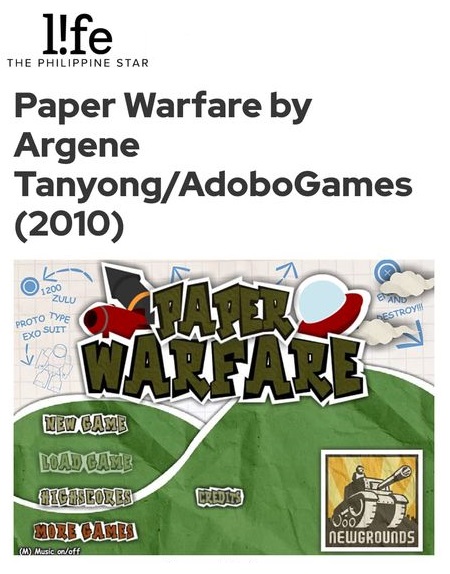 l!fe
THE PHILIPPINE STAR
Paper Warfare by
Argene
Tanyong/AdoboGames
(2010)
1200
ZULU
PROTO TYPE
EXO SUIT
PAPER
WARFARE
AND
ESTROY!!!
NEW GAME
LOAD GAME
HIGHSCORES
CREDITS
MORE GAMES
NEWGROUNDS
(M) Music on/off